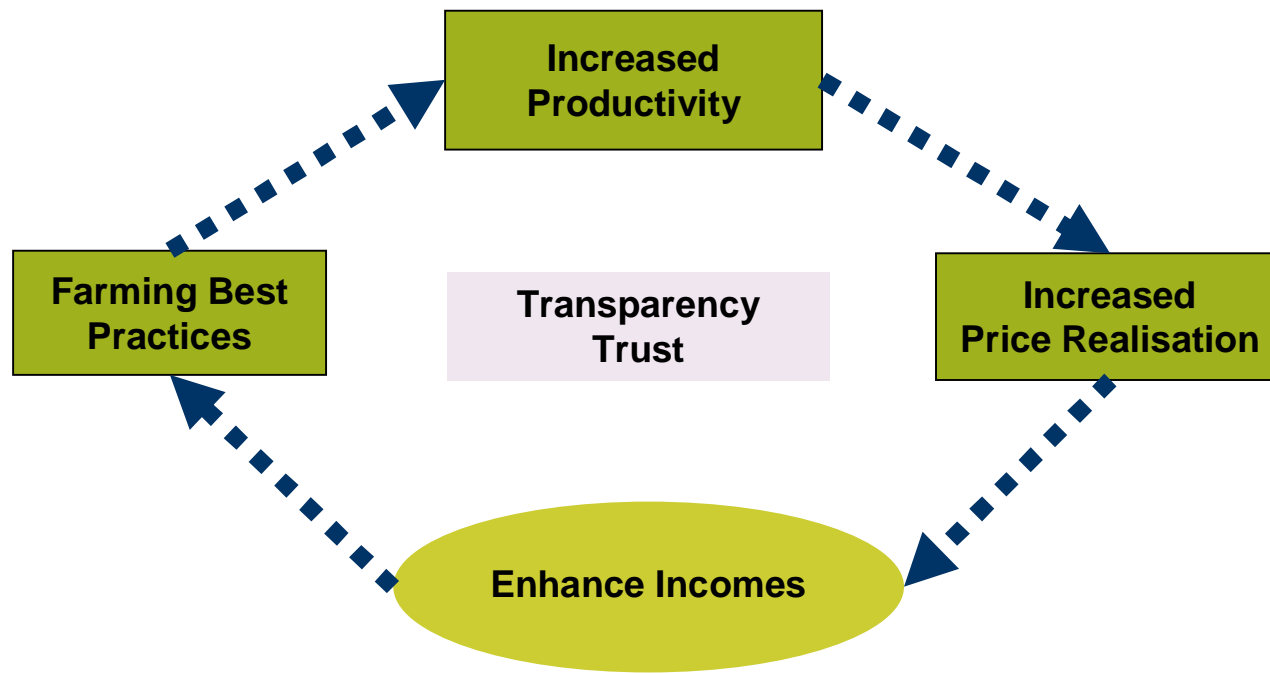 Increased
Productivity
Farming Best
Practices
Transparency
Trust
Increased
Price Realisation
Enhance Incomes